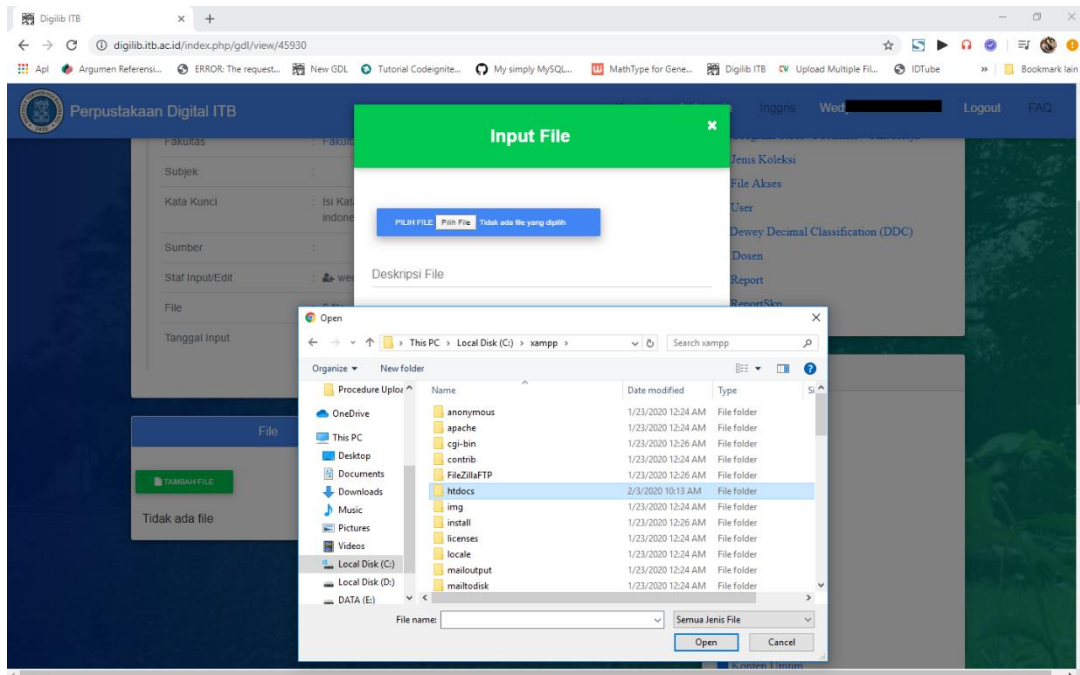 Digilib ITB
digilib.itb.ac.id/index.php/gdl/view/45930
Apl Argumen Referensi... ERROR: The request... New GDL Tutorial Codeignite... My simply MySQL... MathType for Gene... Digilib ITB Upload Multiple Fil... IDTube » Bookmark lain
Perpustakaan Digital ITB
Inggris Wed Logout FAQ
Input File
Fakultas :
Subjek :
Kata Kunci : Isi Kat
indone
Sumber :
Staf Input/Edit : we
File :
Tanggal Input
File
TAMBAH FILE
Tidak ada file
PILIH FILE Pilih File Tidak ada file yang dipilih
Deskripsi File
Jenis Koleksi
File Akses
User
Dewey Decimal Classification (DDC)
Dosen
Report
ReportSkp
Konten Umum
Open
This PC > Local Disk (C:) > xampp >
Search xampp
Organize New folder
Procedure Uploa
OneDrive
This PC
Desktop
Documents
Downloads
Music
Pictures
Videos
Local Disk (C:)
Local Disk (D:)
DATA (E:)
Name Date modified Type Si
anonymous 1/23/2020 12:24 AM File folder
apache 1/23/2020 12:24 AM File folder
cgi-bin 1/23/2020 12:26 AM File folder
contrib 1/23/2020 12:24 AM File folder
FileZillaFTP 1/23/2020 12:26 AM File folder
htdocs 2/3/2020 10:13 AM File folder
img 1/23/2020 12:24 AM File folder
install 1/23/2020 12:26 AM File folder
licenses 1/23/2020 12:24 AM File folder
locale 1/23/2020 12:24 AM File folder
mailoutput 1/23/2020 12:24 AM File folder
mailtodisk 1/23/2020 12:24 AM File folder
File name:
Semua Jenis File
Open Cancel